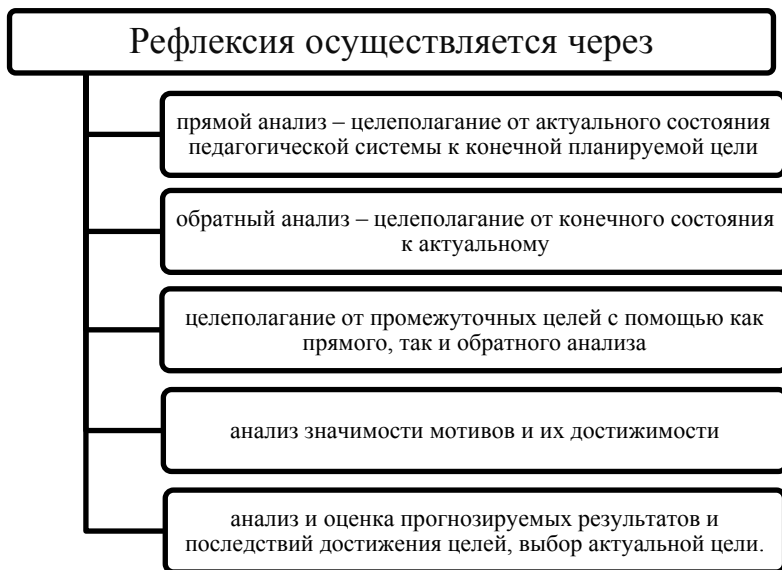 Рефлексия осуществляется через
прямой анализ – целеполагание от актуального состояния
педагогической системы к конечной планируемой цели
обратный анализ – целеполагание от конечного состояния
к актуальному
целеполагание от промежуточных целей с помощью как
прямого, так и обратного анализа
анализ значимости мотивов и их достижимости
анализ и оценка прогнозируемых результатов и
последствий достижения целей, выбор актуальной цели.